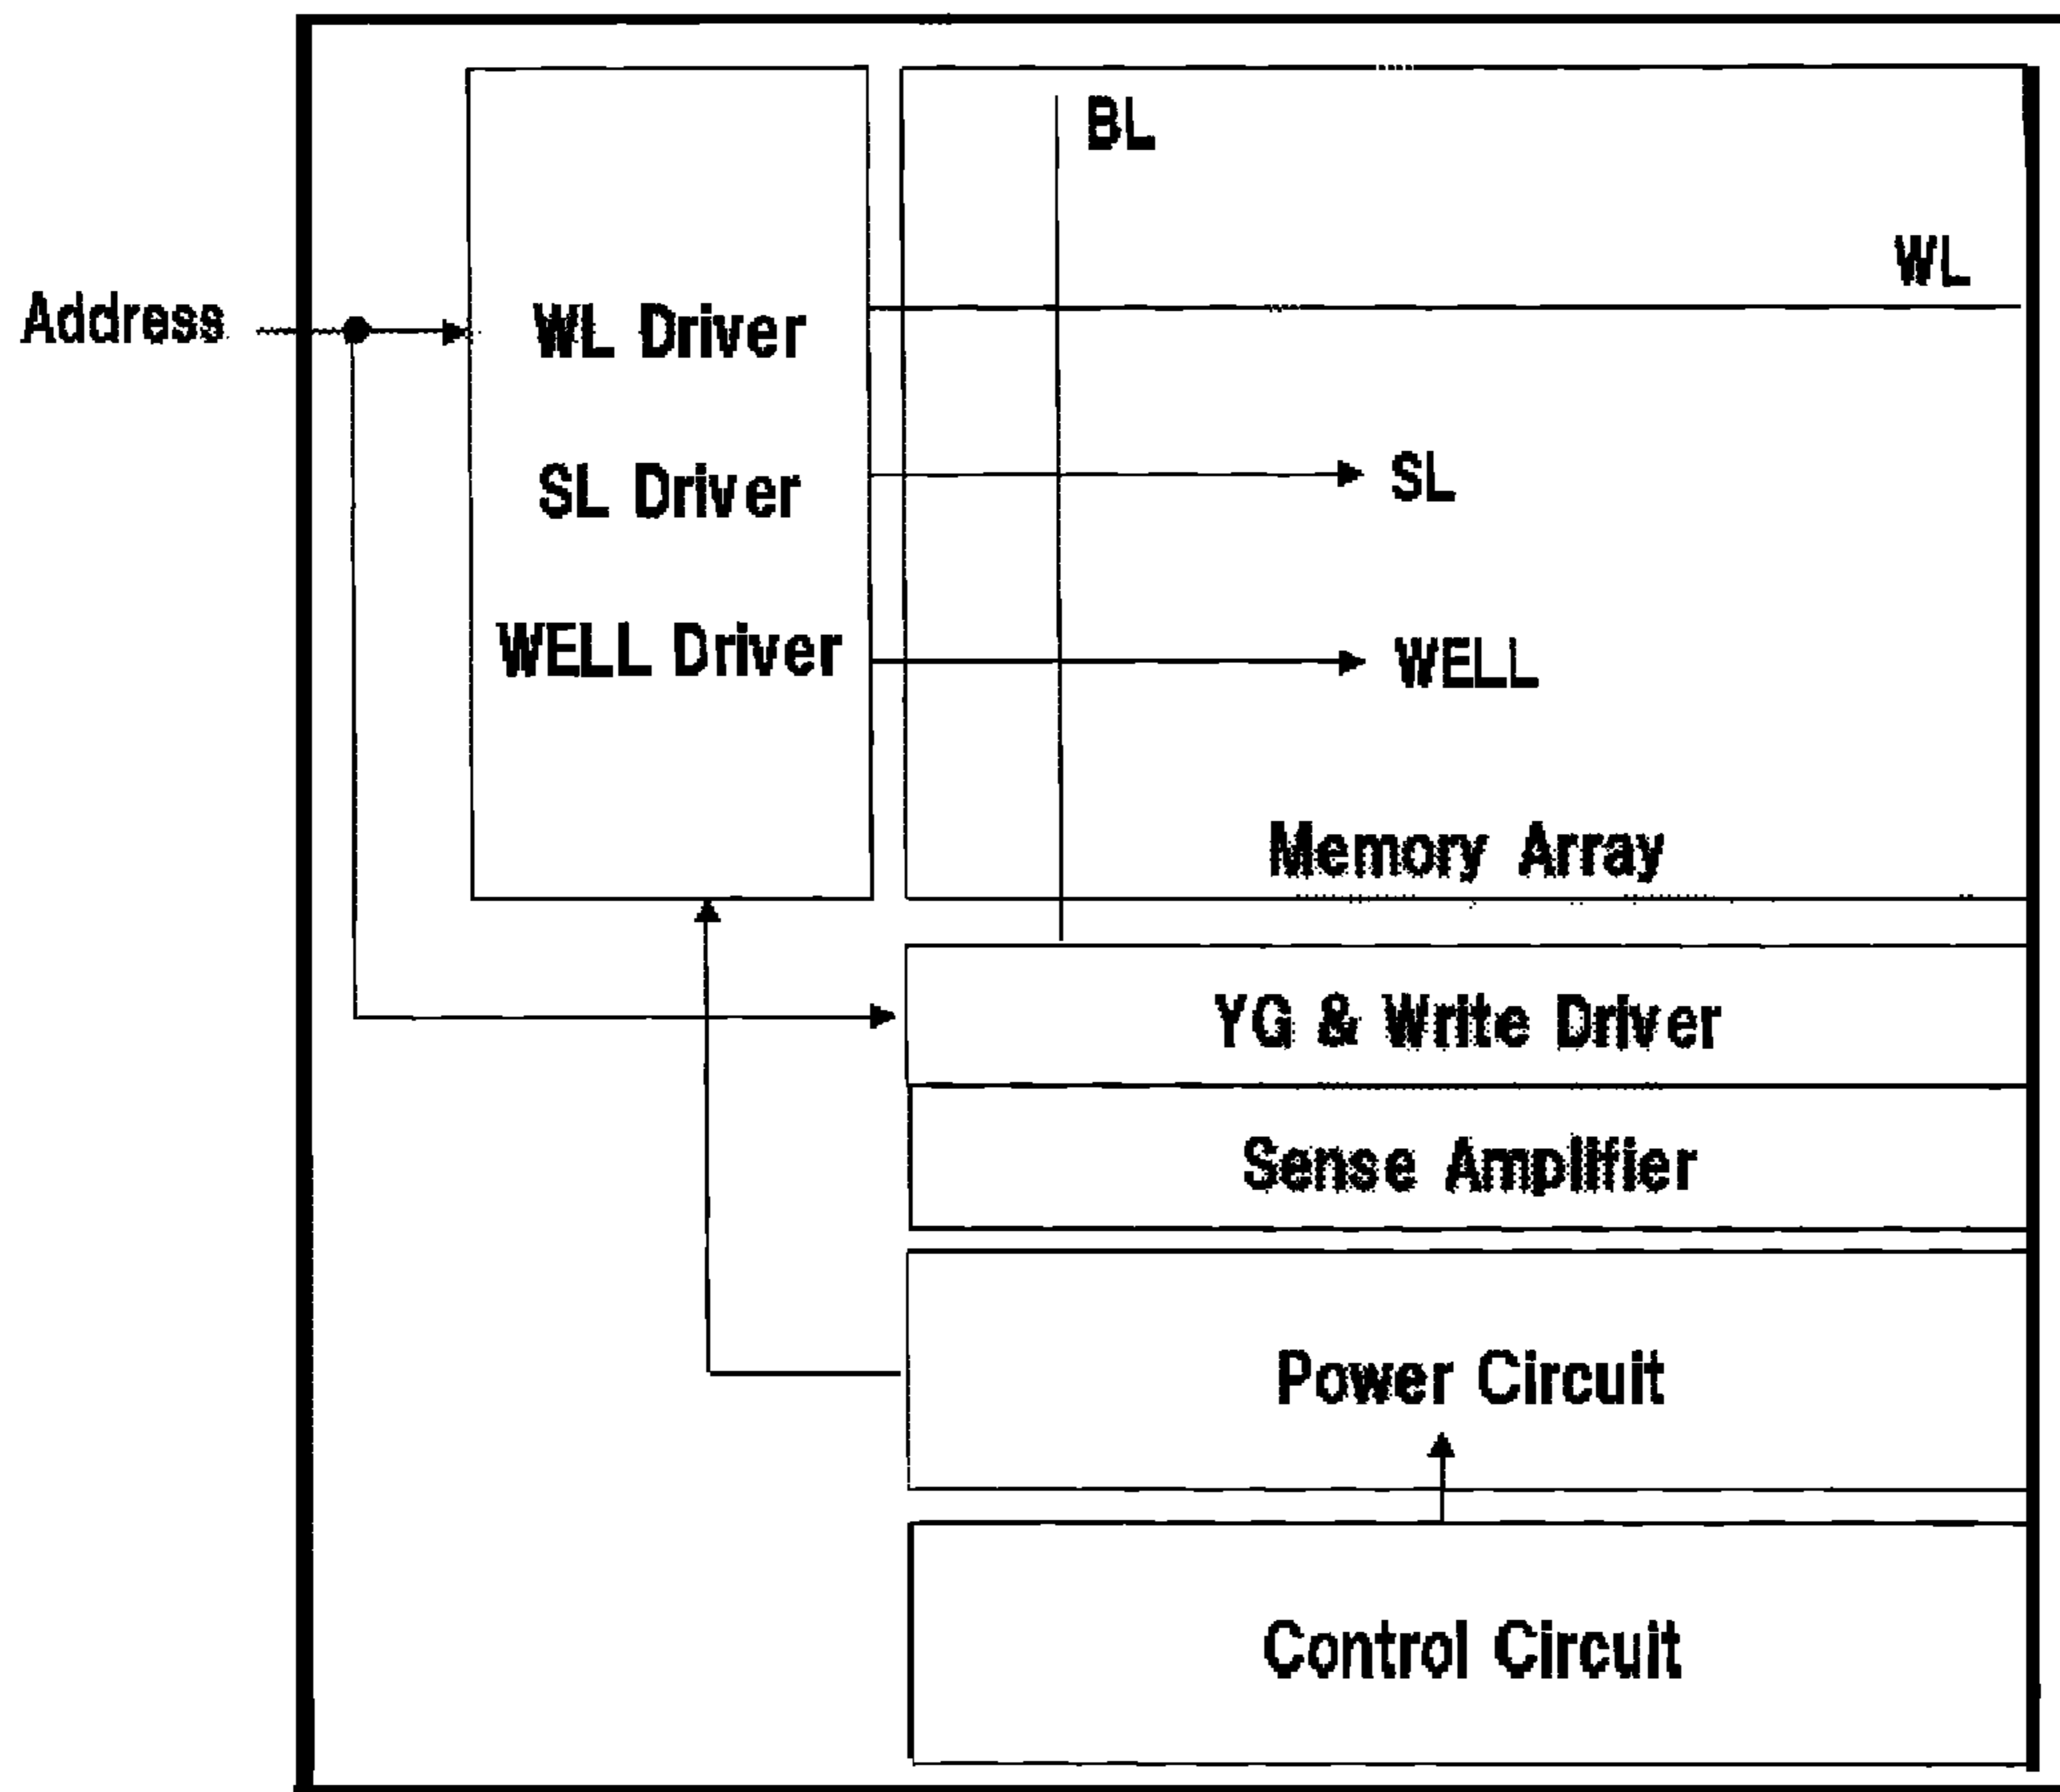 BL
WL
Address
WL Driver
SL Driver
SL
WELL Driver
WELL
Memory Array
YG & Write Driver
Sense Amplifier
Power Circuit
Control Circuit